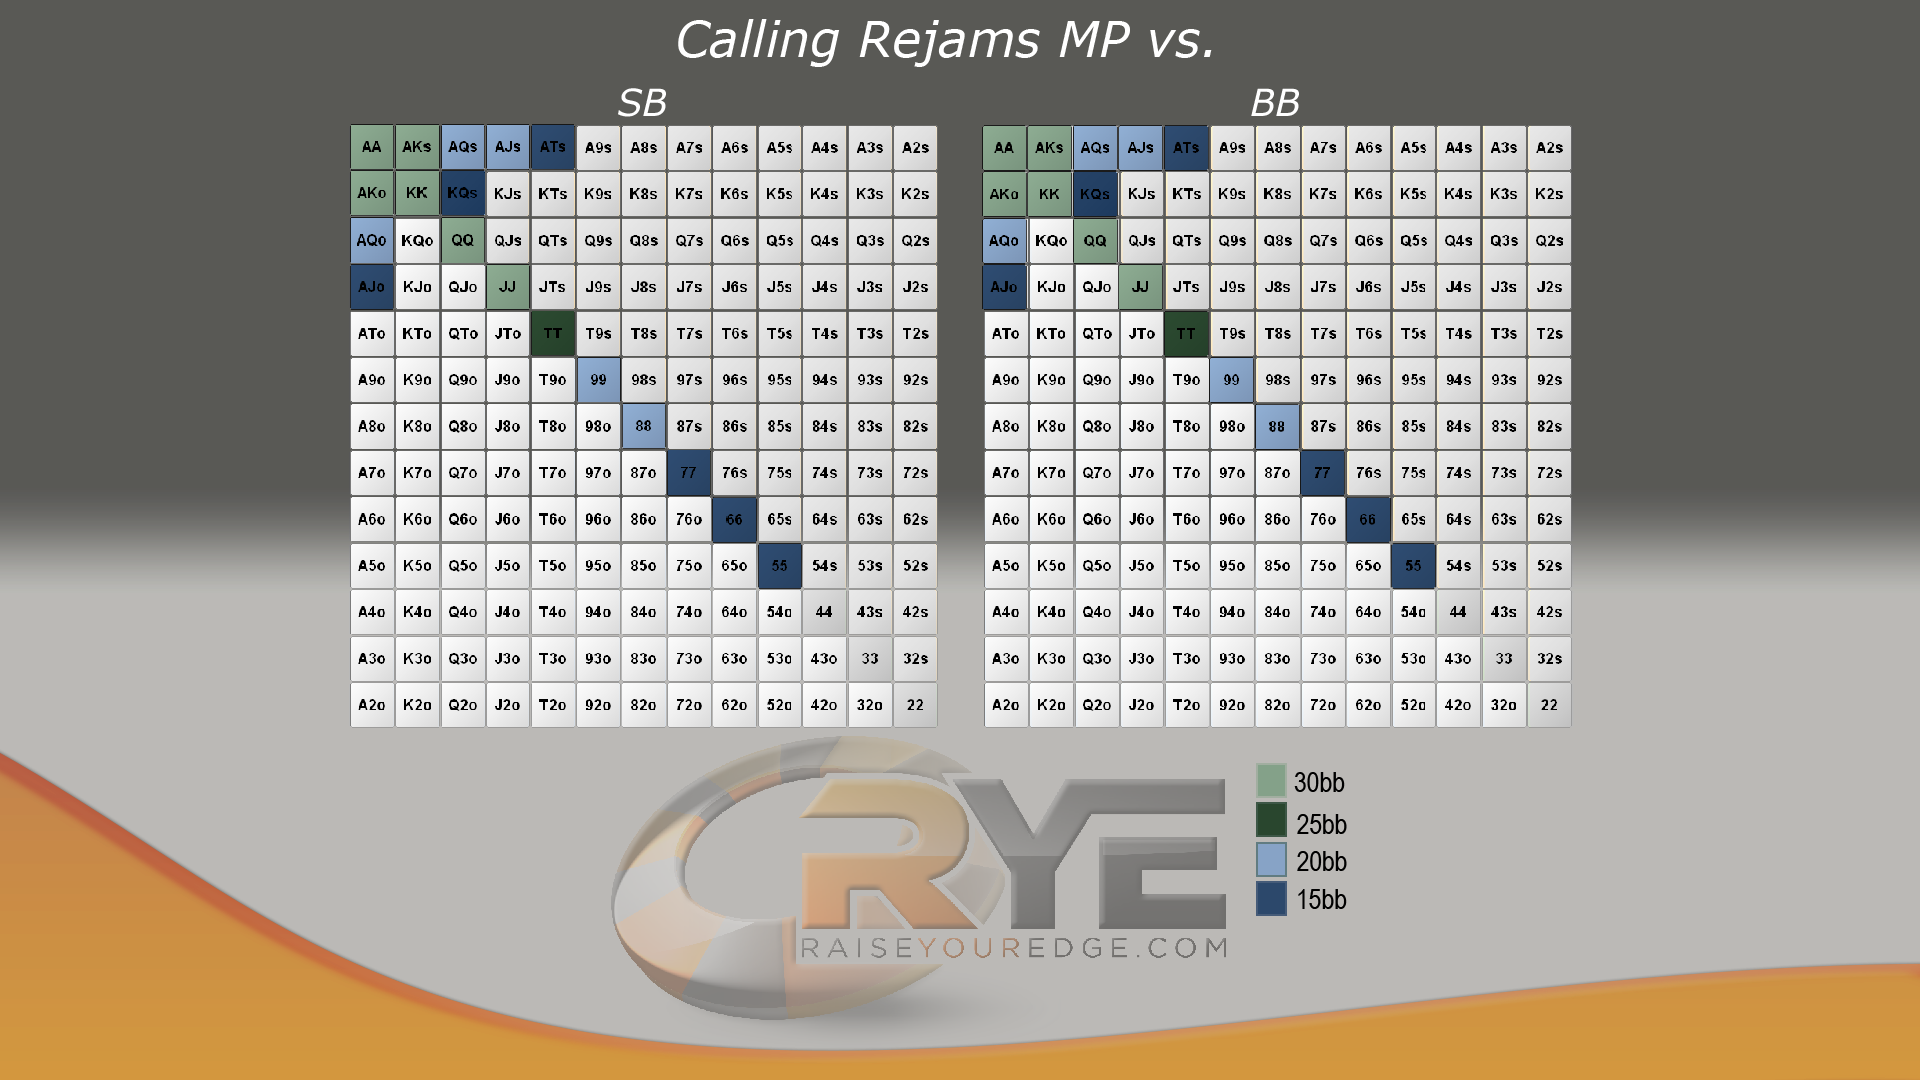 Calling Rejams MP vs.
SB
AA AKs AQs AJs ATs A9s A8s A7s A6s A5s A4s A3s A2s
AKo KK KQs KJs KTs K9s K8s K7s K6s K5s K4s K3s K2s
AQo KQo QQ QJs QTs Q9s Q8s Q7s Q6s Q5s Q4s Q3s Q2s
AJo KJo QJo JJ JTs J9s J8s J7s J6s J5s J4s J3s J2s
ATo KTo QTo JTo TT T9s T8s T7s T6s T5s T4s T3s T2s
A9o K9o Q9o J9o T9o 99 98s 97s 96s 95s 94s 93s 92s
A8o K8o Q8o J8o T8o 98o 88 87s 86s 85s 84s 83s 82s
A7o K7o Q7o J7o T7o 97o 87o 77 76s 75s 74s 73s 72s
A6o K6o Q6o J6o T6o 96o 86o 76o 66 65s 64s 63s 62s
A5o K5o Q5o J5o T5o 95o 85o 75o 65o 55 54s 53s 52s
A4o K4o Q4o J4o T4o 94o 84o 74o 64o 54o 44 43s 42s
A3o K3o Q3o J3o T3o 93o 83o 73o 63o 53o 43o 33 32s
A2o K2o Q2o J2o T2o 92o 82o 72o 62o 52o 42o 32o 22
BB
AA AKs AQs AJs ATs A9s A8s A7s A6s A5s A4s A3s A2s
AKo KK KQs KJs KTs K9s K8s K7s K6s K5s K4s K3s K2s
AQo KQo QQ QJs QTs Q9s Q8s Q7s Q6s Q5s Q4s Q3s Q2s
AJo KJo QJo JJ JTs J9s J8s J7s J6s J5s J4s J3s J2s
ATo KTo QTo JTo TT T9s T8s T7s T6s T5s T4s T3s T2s
A9o K9o Q9o J9o T9o 99 98s 97s 96s 95s 94s 93s 92s
A8o K8o Q8o J8o T8o 98o 88 87s 86s 85s 84s 83s 82s
A7o K7o Q7o J7o T7o 97o 87o 77 76s 75s 74s 73s 72s
A6o K6o Q6o J6o T6o 96o 86o 76o 66 65s 64s 63s 62s
A5o K5o Q5o J5o T5o 95o 85o 75o 65o 55 54s 53s 52s
A4o K4o Q4o J4o T4o 94o 84o 74o 64o 54o 44 43s 42s
A3o K3o Q3o J3o T3o 93o 83o 73o 63o 53o 43o 33 32s
A2o K2o Q2o J2o T2o 92o 82o 72o 62o 52o 42o 32o 22
RYE
RAISEYOUREDGE.COM
30bb
25bb
20bb
15bb